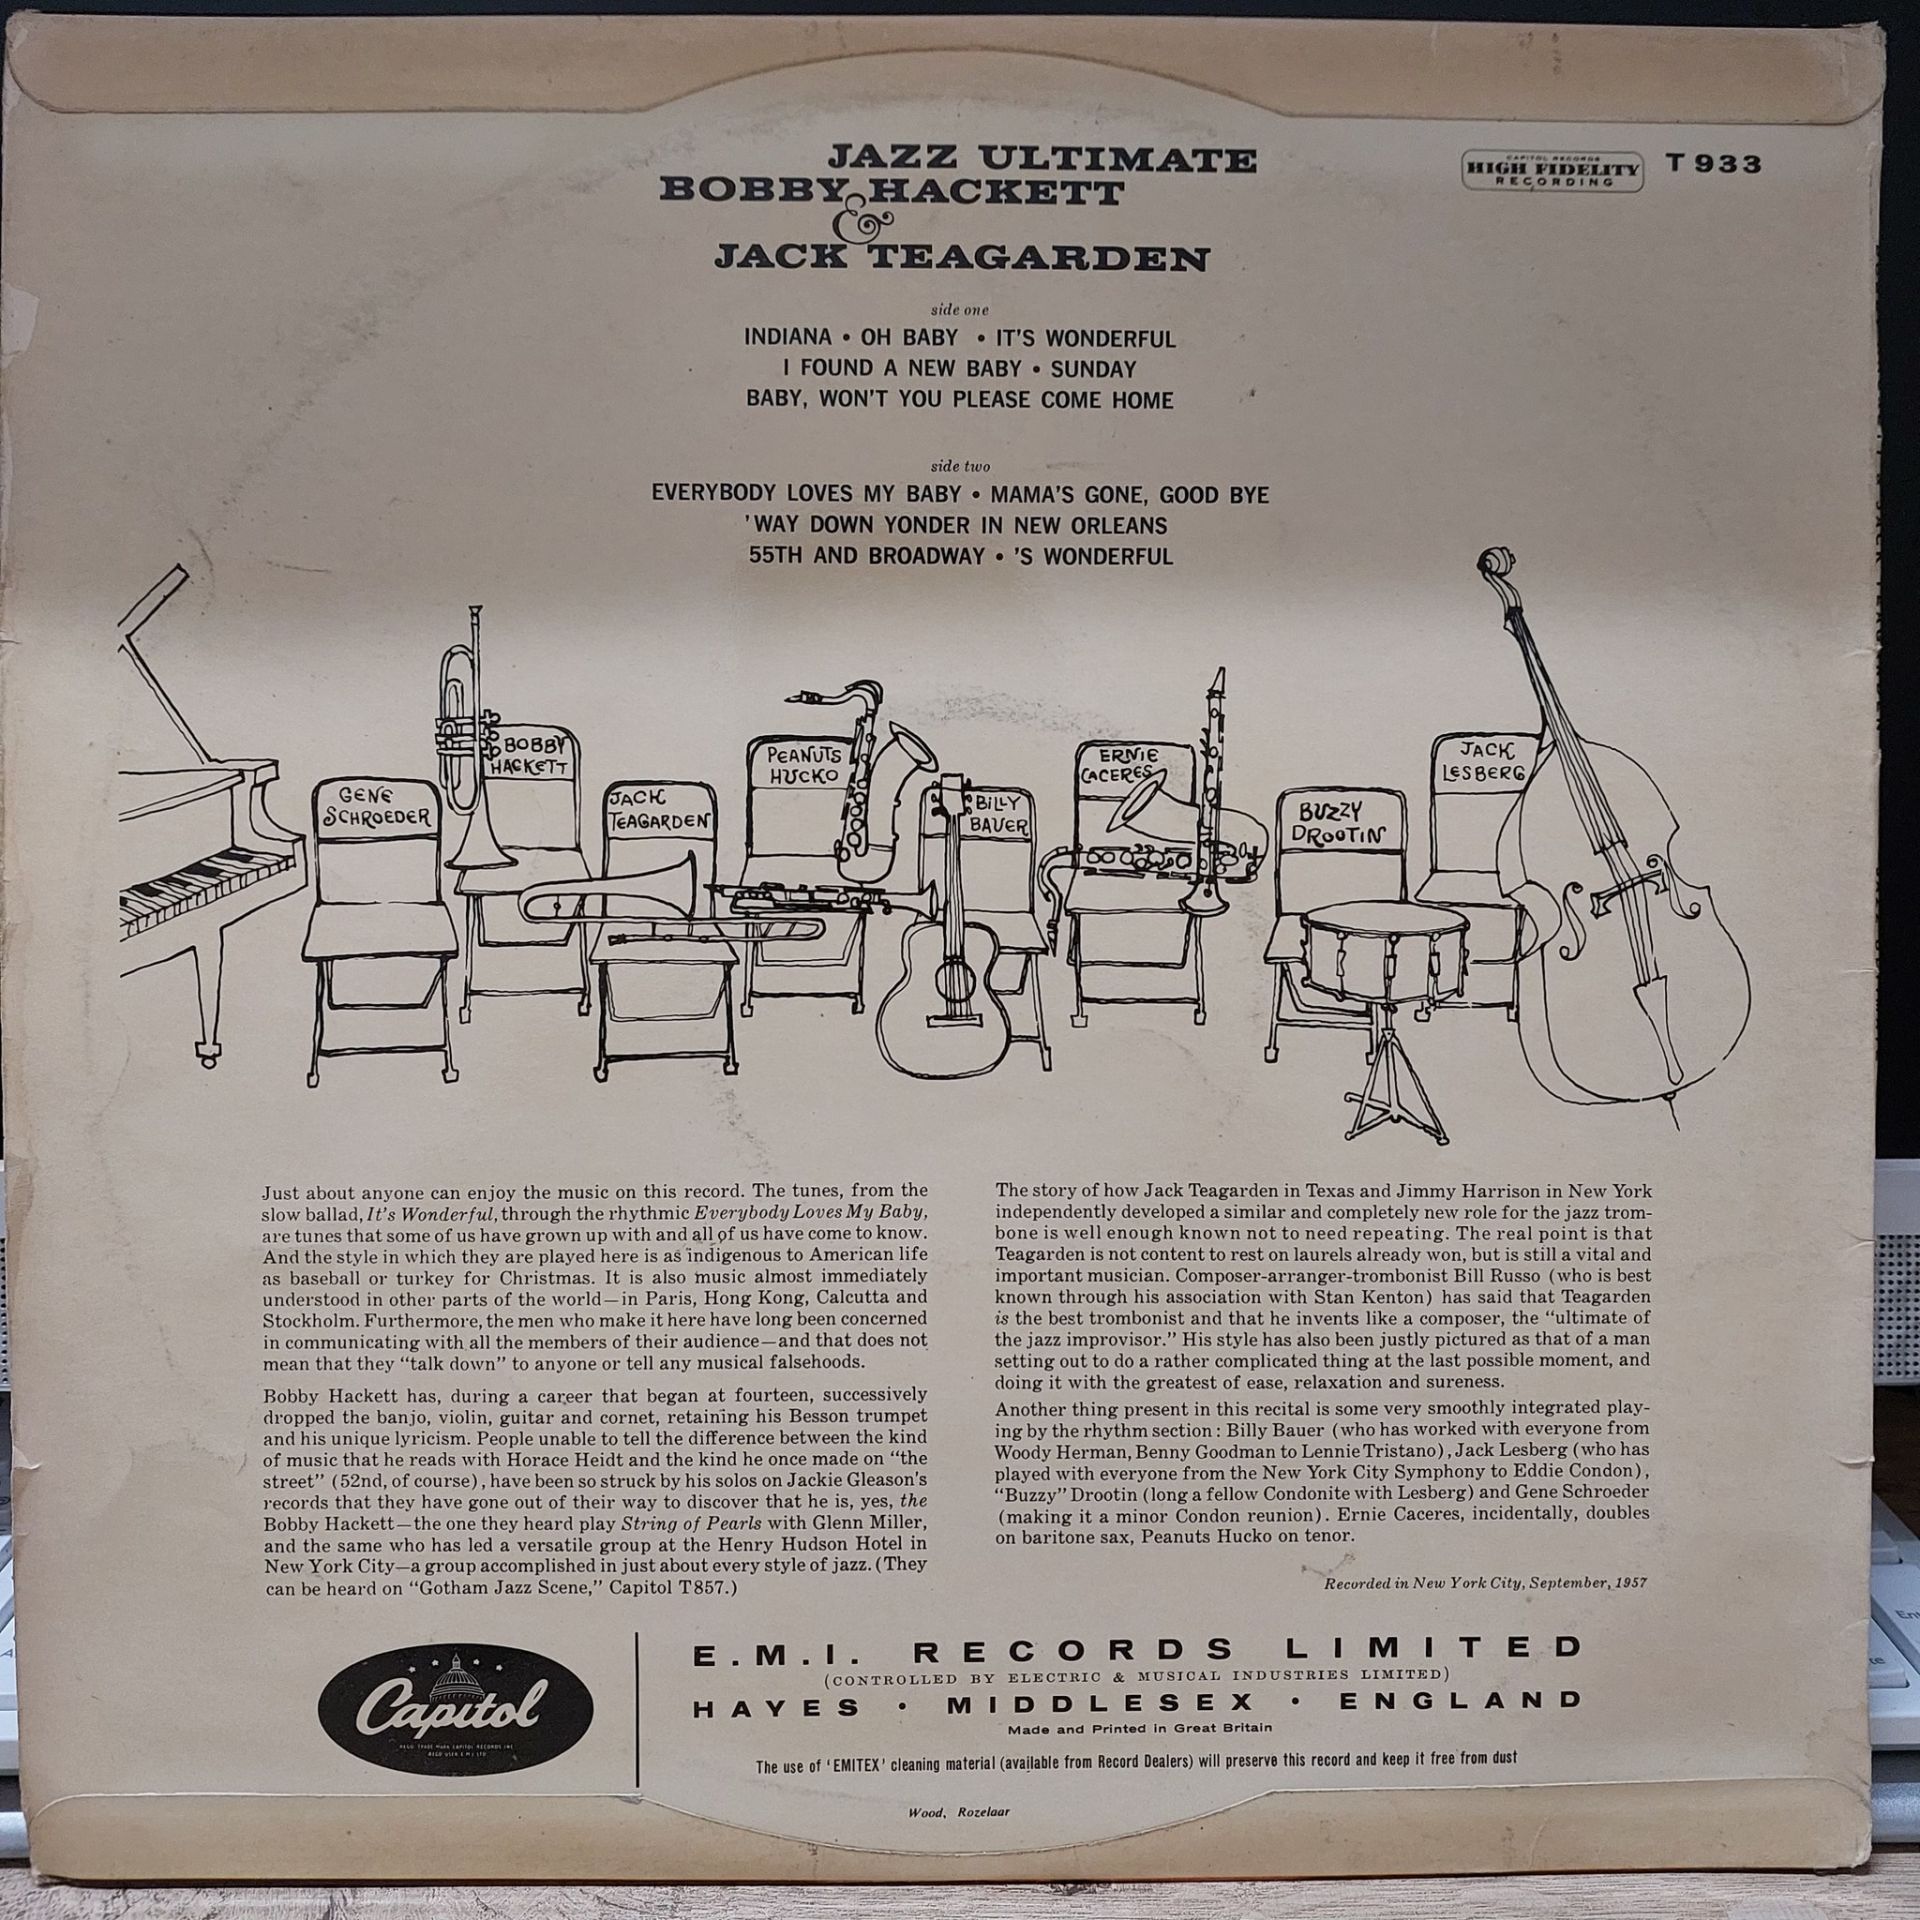 JAZZ ULTIMATE
BOBBY HACKETT
&
JACK TEAGARDEN
CAPITOL RECORDS
HIGH FIDELITY
RECORDING
T 933
side one
INDIANA • OH BABY • IT'S WONDERFUL
I FOUND A NEW BABY • SUNDAY
BABY, WON'T YOU PLEASE COME HOME
side two
EVERYBODY LOVES MY BABY • MAMA'S GONE, GOOD BYE
'WAY DOWN YONDER IN NEW ORLEANS
55TH AND BROADWAY • 'S WONDERFUL
GENE
SCHROEDER
BOBBY
HACKETT
JACK
TEAGARDEN
PEANUTS
HUCKO
BILLY
BAUER
ERNIE
CACERES
BUZZY
DROOTIN
JACK
LESBERG
Just about anyone can enjoy the music on this record. The tunes, from the
slow ballad, It's Wonderful, through the rhythmic Everybody Loves My Baby,
are tunes that some of us have grown up with and all of us have come to know.
And the style in which they are played here is as indigenous to American life
as baseball or turkey for Christmas. It is also music almost immediately
understood in other parts of the world—in Paris, Hong Kong, Calcutta and
Stockholm. Furthermore, the men who make it here have long been concerned
in communicating with all the members of their audience—and that does not
mean that they "talk down" to anyone or tell any musical falsehoods.
Bobby Hackett has, during a career that began at fourteen, successively
dropped the banjo, violin, guitar and cornet, retaining his Besson trumpet
and his unique lyricism. People unable to tell the difference between the kind
of music that he reads with Horace Heidt and the kind he once made on "the
street" (52nd, of course), have been so struck by his solos on Jackie Gleason's
records that they have gone out of their way to discover that he is, yes, the
Bobby Hackett—the one they heard play String of Pearls with Glenn Miller,
and the same who has led a versatile group at the Henry Hudson Hotel in
New York City—a group accomplished in just about every style of jazz. (They
can be heard on "Gotham Jazz Scene," Capitol T857.)
The story of how Jack Teagarden in Texas and Jimmy Harrison in New York
independently developed a similar and completely new role for the jazz trom-
bone is well enough known not to need repeating. The real point is that
Teagarden is not content to rest on laurels already won, but is still a vital and
important musician. Composer-arranger-trombonist Bill Russo (who is best
known through his association with Stan Kenton) has said that Teagarden
is the best trombonist and that he invents like a composer, the "ultimate of
the jazz improvisor." His style has also been justly pictured as that of a man
setting out to do a rather complicated thing at the last possible moment, and
doing it with the greatest of ease, relaxation and sureness.
Another thing present in this recital is some very smoothly integrated play-
ing by the rhythm section: Billy Bauer (who has worked with everyone from
Woody Herman, Benny Goodman to Lennie Tristano), Jack Lesberg (who has
played with everyone from the New York City Symphony to Eddie Condon),
"Buzzy" Drootin (long a fellow Condonite with Lesberg) and Gene Schroeder
(making it a minor Condon reunion). Ernie Caceres, incidentally, doubles
on baritone sax, Peanuts Hucko on tenor.
Recorded in New York City, September, 1957
Capitol
E.M.I. RECORDS LIMITED
(CONTROLLED BY ELECTRIC & MUSICAL INDUSTRIES LIMITED)
HAYES • MIDDLESEX • ENGLAND
Made and Printed in Great Britain
The use of 'EMITEX' cleaning material (available from Record Dealers) will preserve this record and keep it free from dust
Wood, Rozelaar